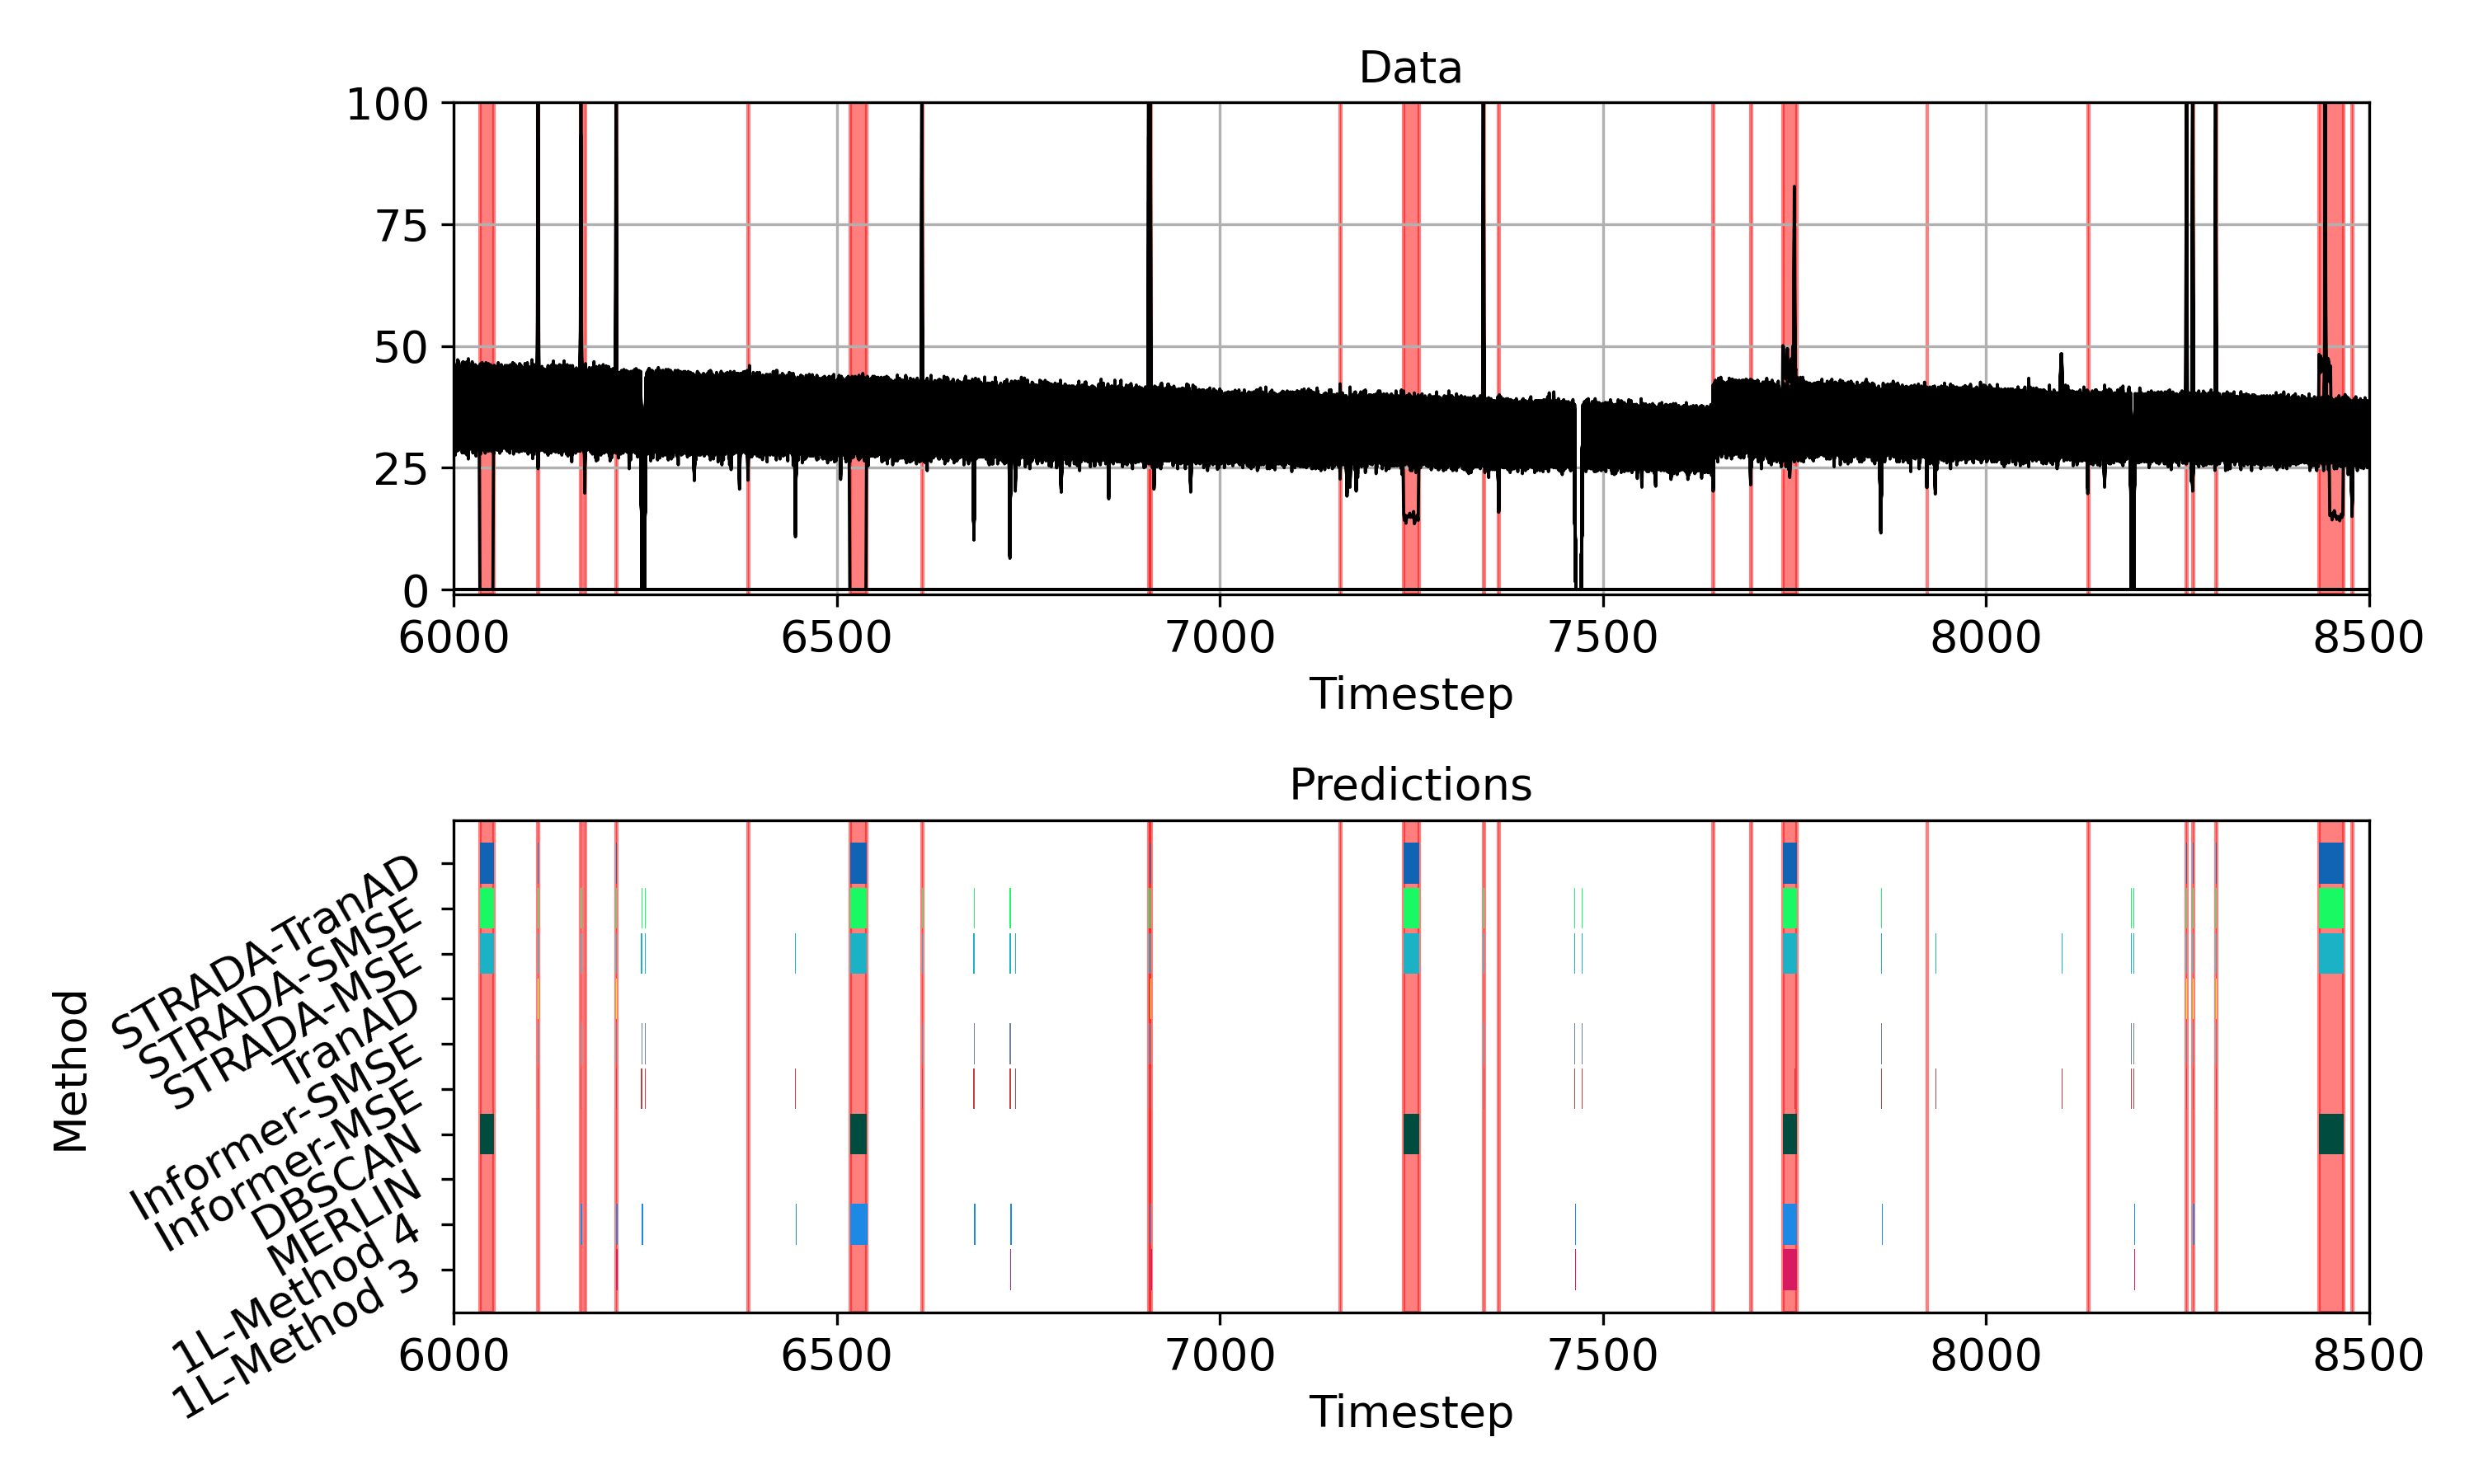 Data
100
75
50
25
0
6000 6500 7000 7500 8000 8500
Timestep
Predictions
Method
STRADA-TranAD
STRADA-SMSE
STRADA-MSE
TranAD
Informer-SMSE
Informer-MSE
DBSCAN
MERLIN
1L-Method 4
1L-Method 3
6000 6500 7000 7500 8000 8500
Timestep